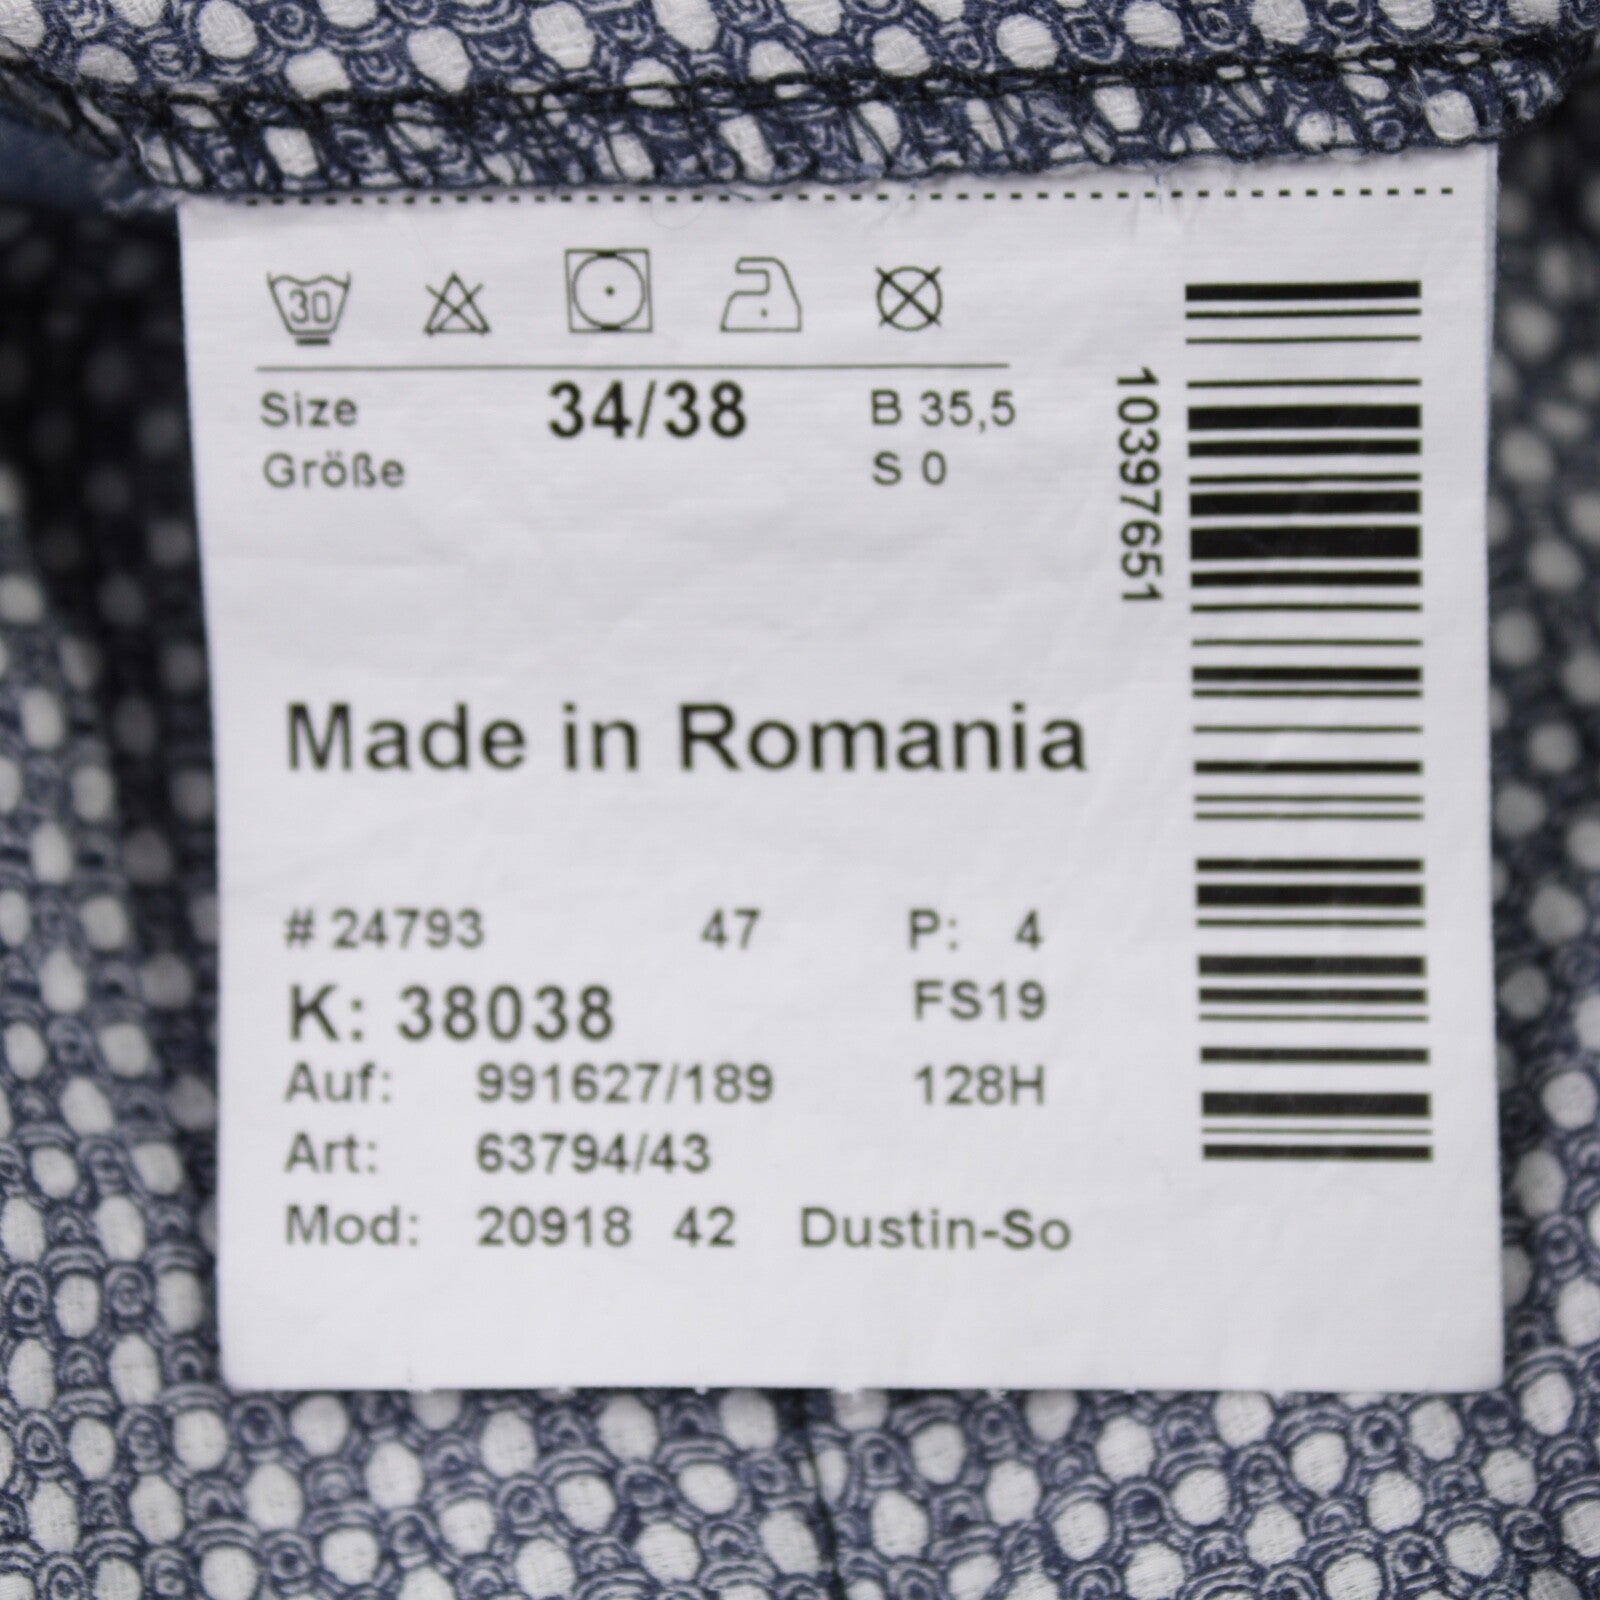 30
Size 34/38 B 35,5
Größe S 0
10397651
Made in Romania
# 24793 47 P: 4
K: 38038 FS19
Auf: 991627/189 128H
Art: 63794/43
Mod: 20918 42 Dustin-So